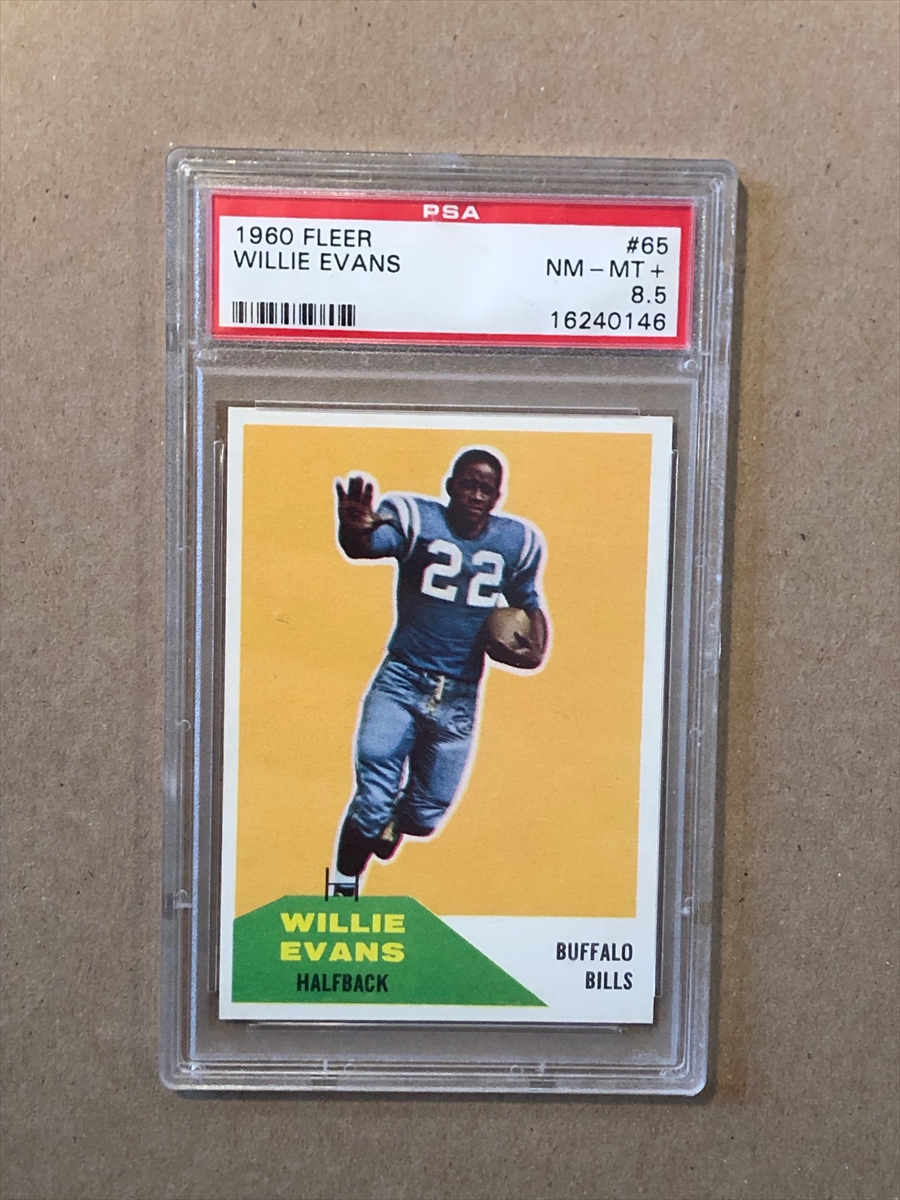 PSA
1960 FLEER #65
WILLIE EVANS NM – MT +
8.5
16240146
22
WILLIE
EVANS
HALFBACK
BUFFALO
BILLS